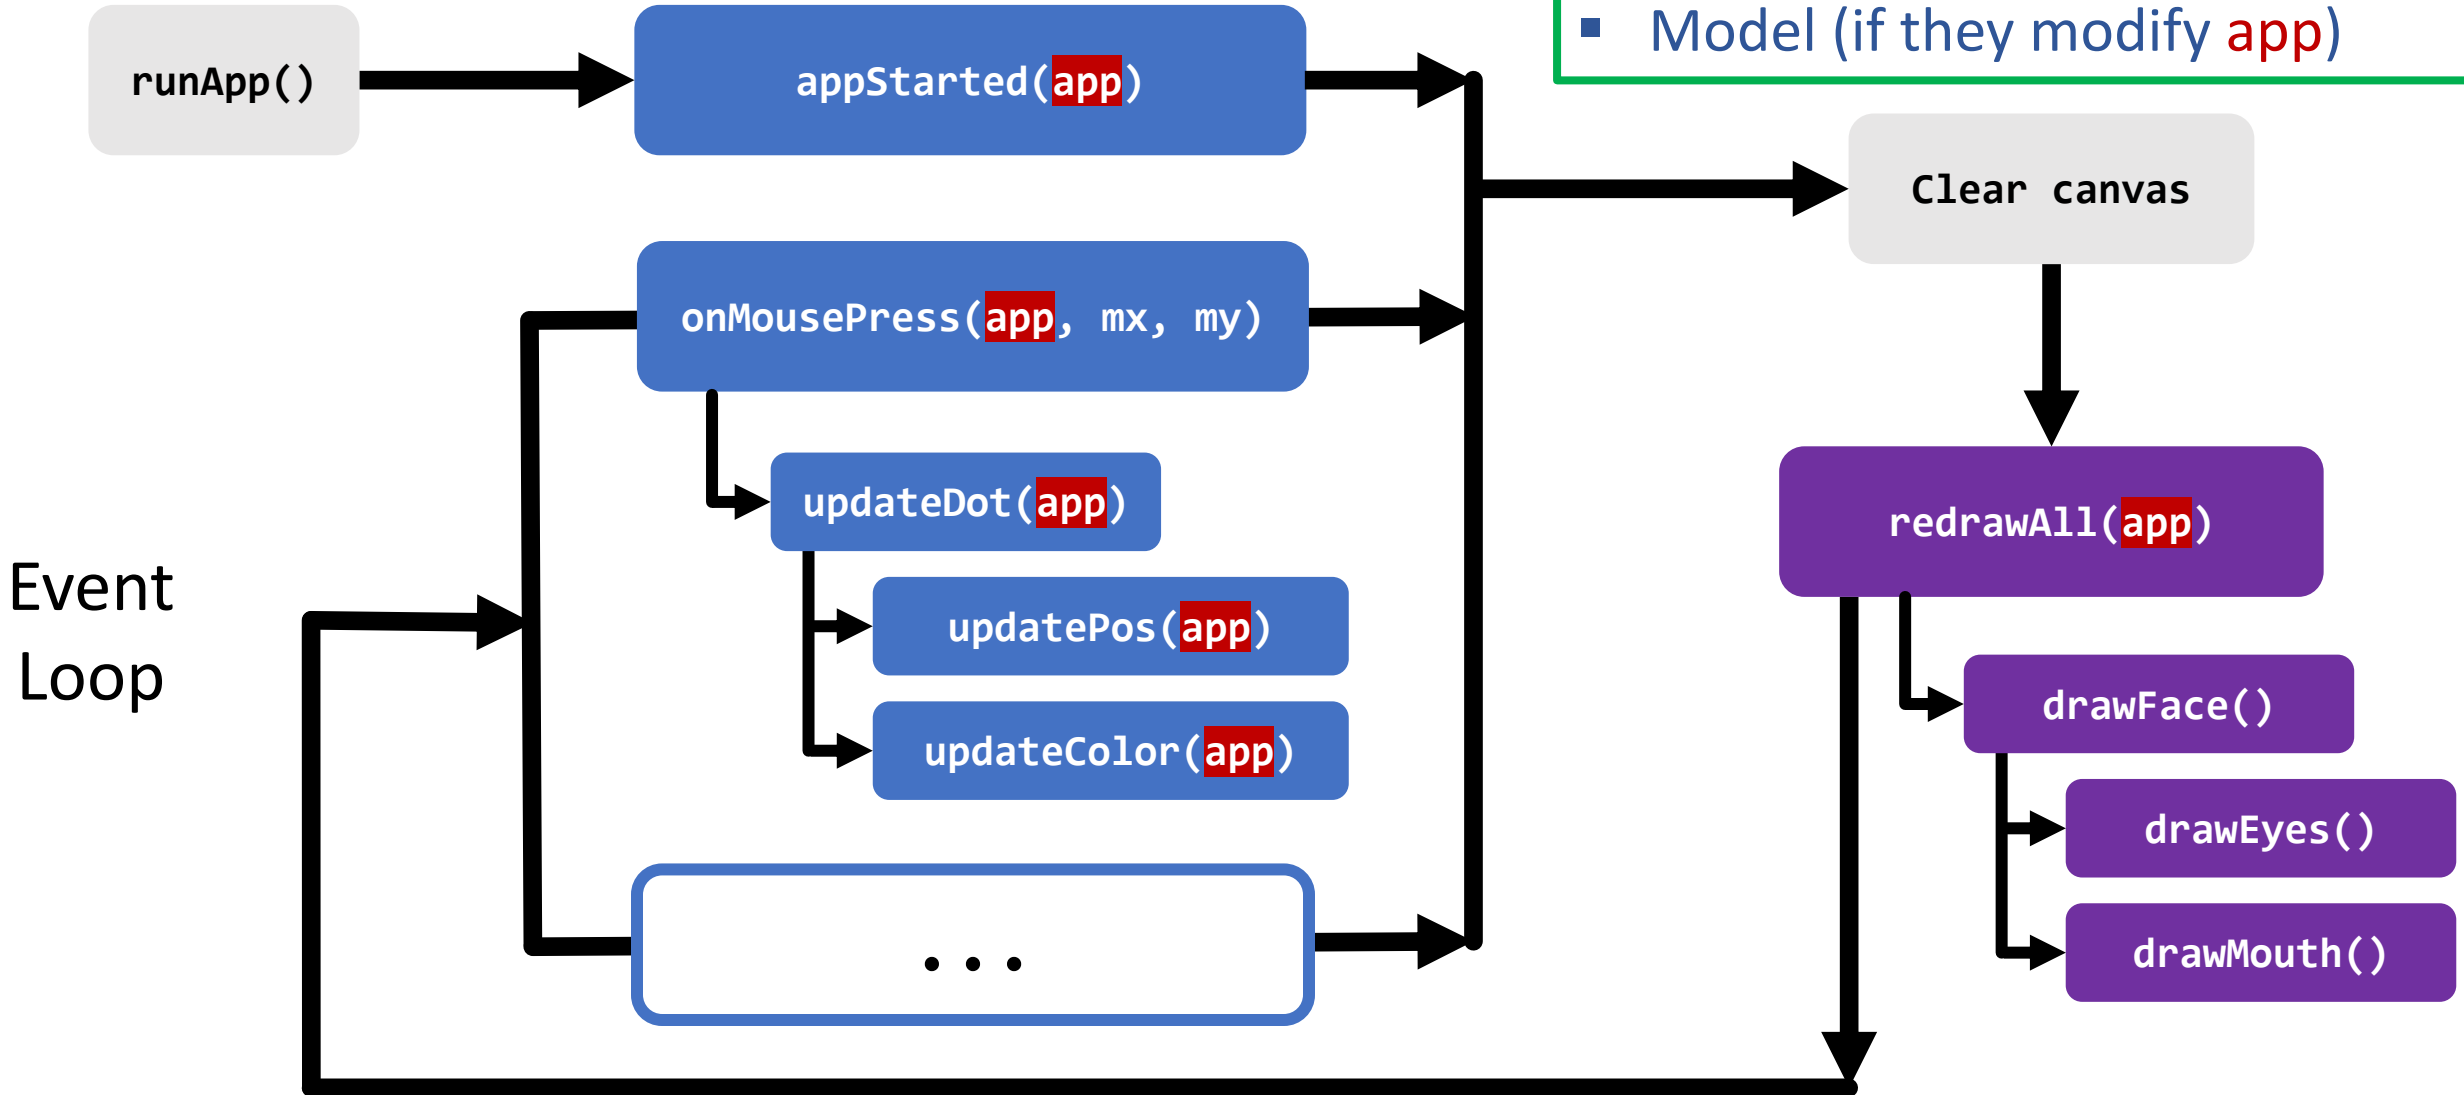 ▪ Model (if they modify app)
runApp()
appStarted(app)
Clear canvas
onMousePress(app, mx, my)
updateDot(app)
redrawAll(app)
Event
Loop
updatePos(app)
drawFace()
updateColor(app)
drawEyes()
...
drawMouth()